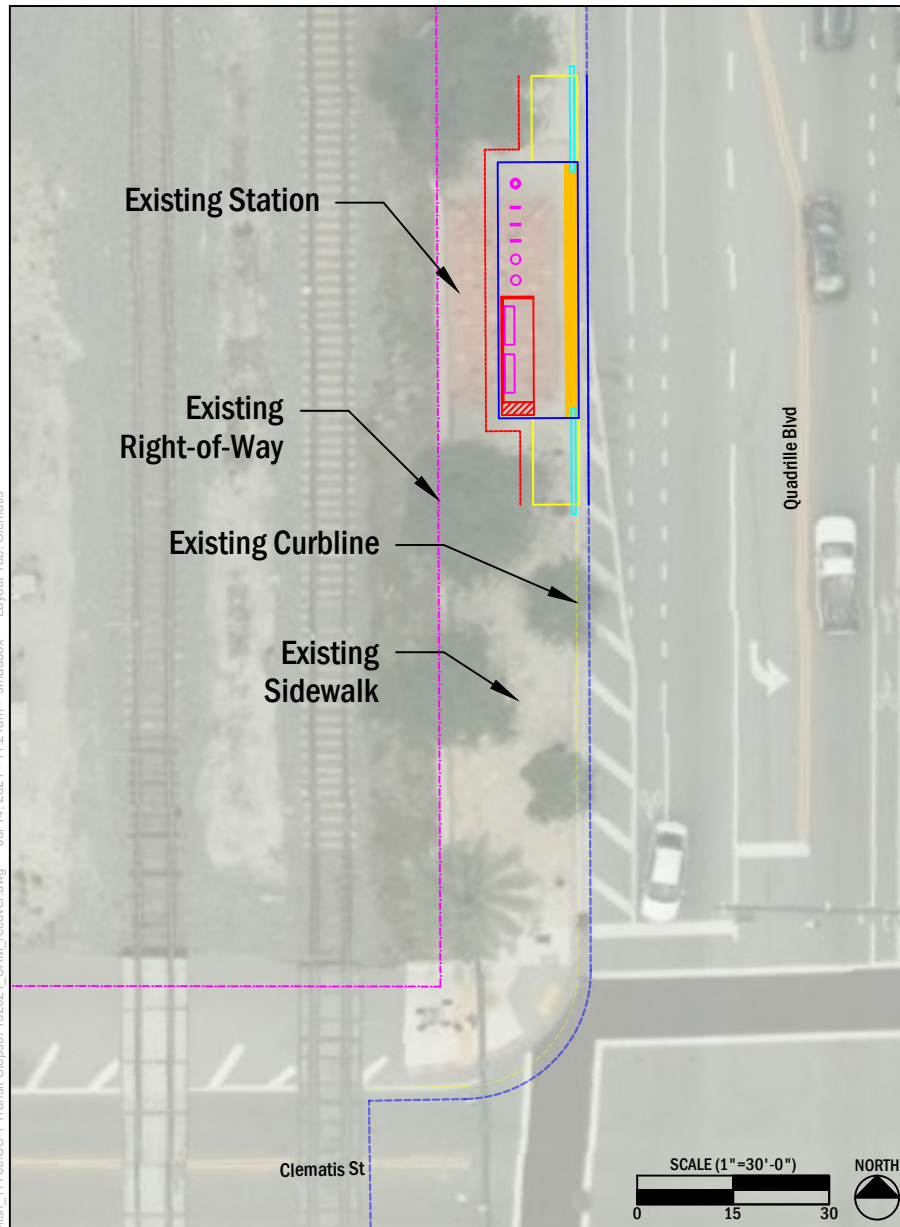 Existing Station
Existing
Right-of-Way
Quadrille Blvd
Existing Curbline
Existing
Sidewalk
Clematis St
SCALE (1"=30'-0")
NORTH
0 15 30